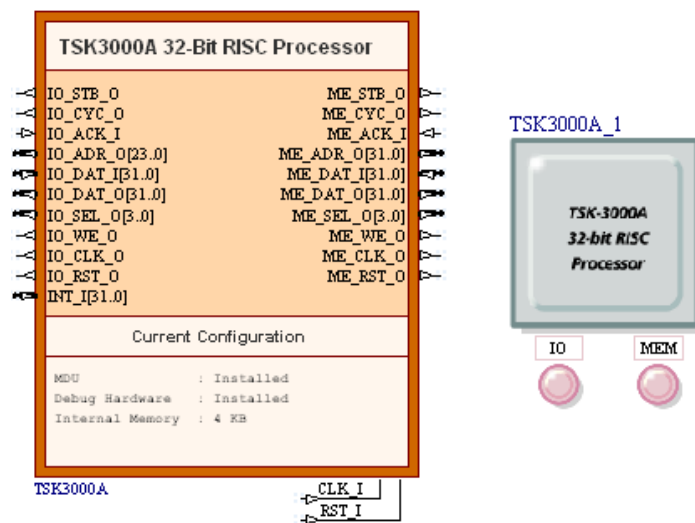 TSK3000A 32-Bit RISC Processor
IO_STB_O ME_STB_O
IO_CYC_O ME_CYC_O
IO_ACK_I ME_ACK_I
IO_ADR_O[23.0] ME_ADR_O[31.0]
IO_DAT_I[31.0] ME_DAT_I[31.0]
IO_DAT_O[31.0] ME_DAT_O[31.0]
IO_SEL_O[3.0] ME_SEL_O[3.0]
IO_WE_O ME_WE_O
IO_CLK_O ME_CLK_O
IO_RST_O ME_RST_O
INT_I[31.0]
Current Configuration
MDU : Installed
Debug Hardware : Installed
Internal Memory : 4 KB
TSK3000A
CLK_I
RST_I
TSK3000A_1
TSK-3000A
32-bit RISC
Processor
IO MEM